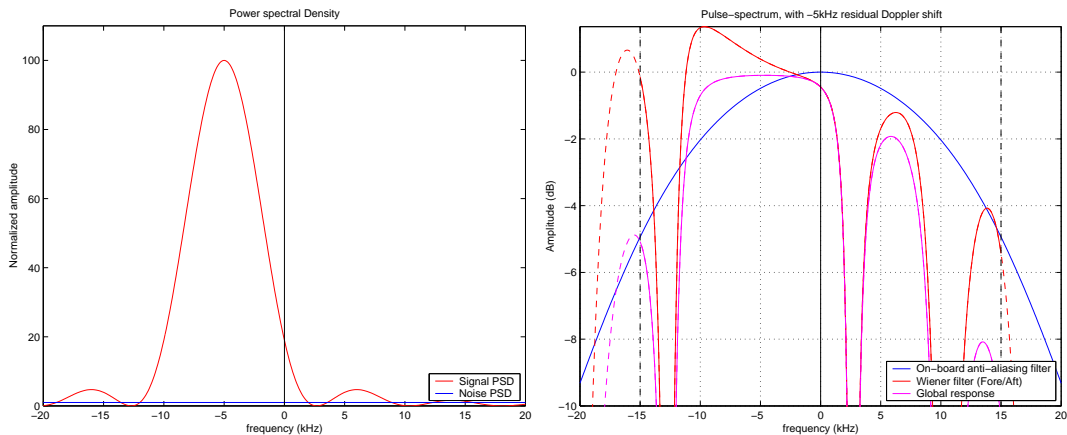 Power spectral Density
Normalized amplitude
100
80
60
40
20
0
−20
−15
−10
−5
0
5
10
15
20
frequency (kHz)
Signal PSD
Noise PSD
Pulse−spectrum, with −5kHz residual Doppler shift
Amplitude (dB)
0
−2
−4
−6
−8
−10
−20
−15
−10
−5
0
5
10
15
20
frequency (kHz)
On−board anti−aliasing filter
Wiener filter (Fore/Aft)
Global response